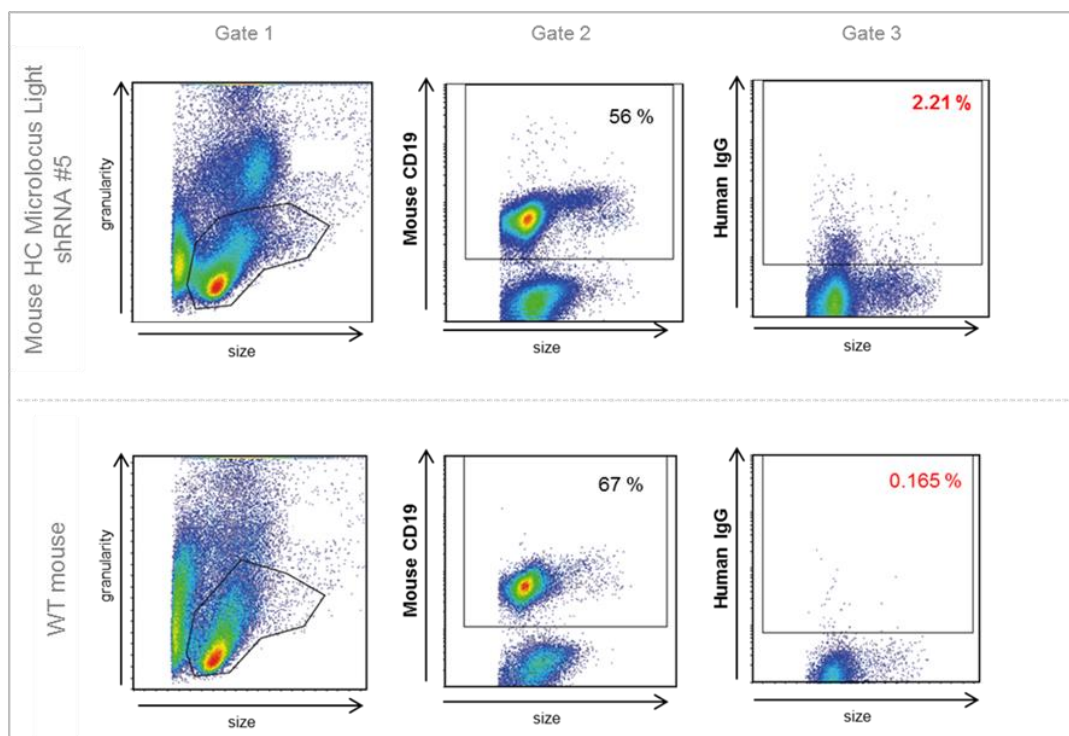 Gate 1
Gate 2
Gate 3
Mouse HC Microlocus Light
shRNA #5
granularity
size
Mouse CD19
56 %
size
Human IgG
2.21 %
size
WT mouse
granularity
size
Mouse CD19
67 %
size
Human IgG
0.165 %
size